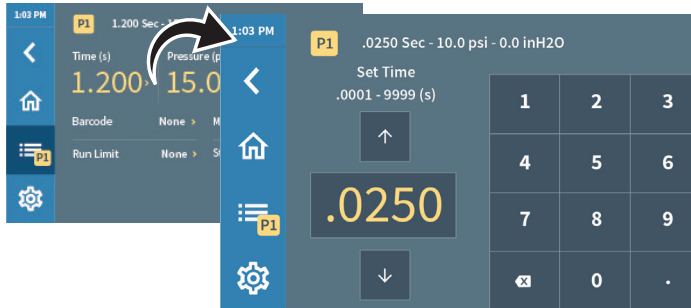 1:03 PM
P1 1.200 Sec - 1
Time (s)
1.200 ›
Pressure (p
15.0
Barcode None › M
Run Limit None ›
P1
1:03 PM
P1 .0250 Sec - 10.0 psi - 0.0 inH2O
Set Time
.0001 - 9999 (s)
.0250
P1
1 2 3
4 5 6
7 8 9
0 .